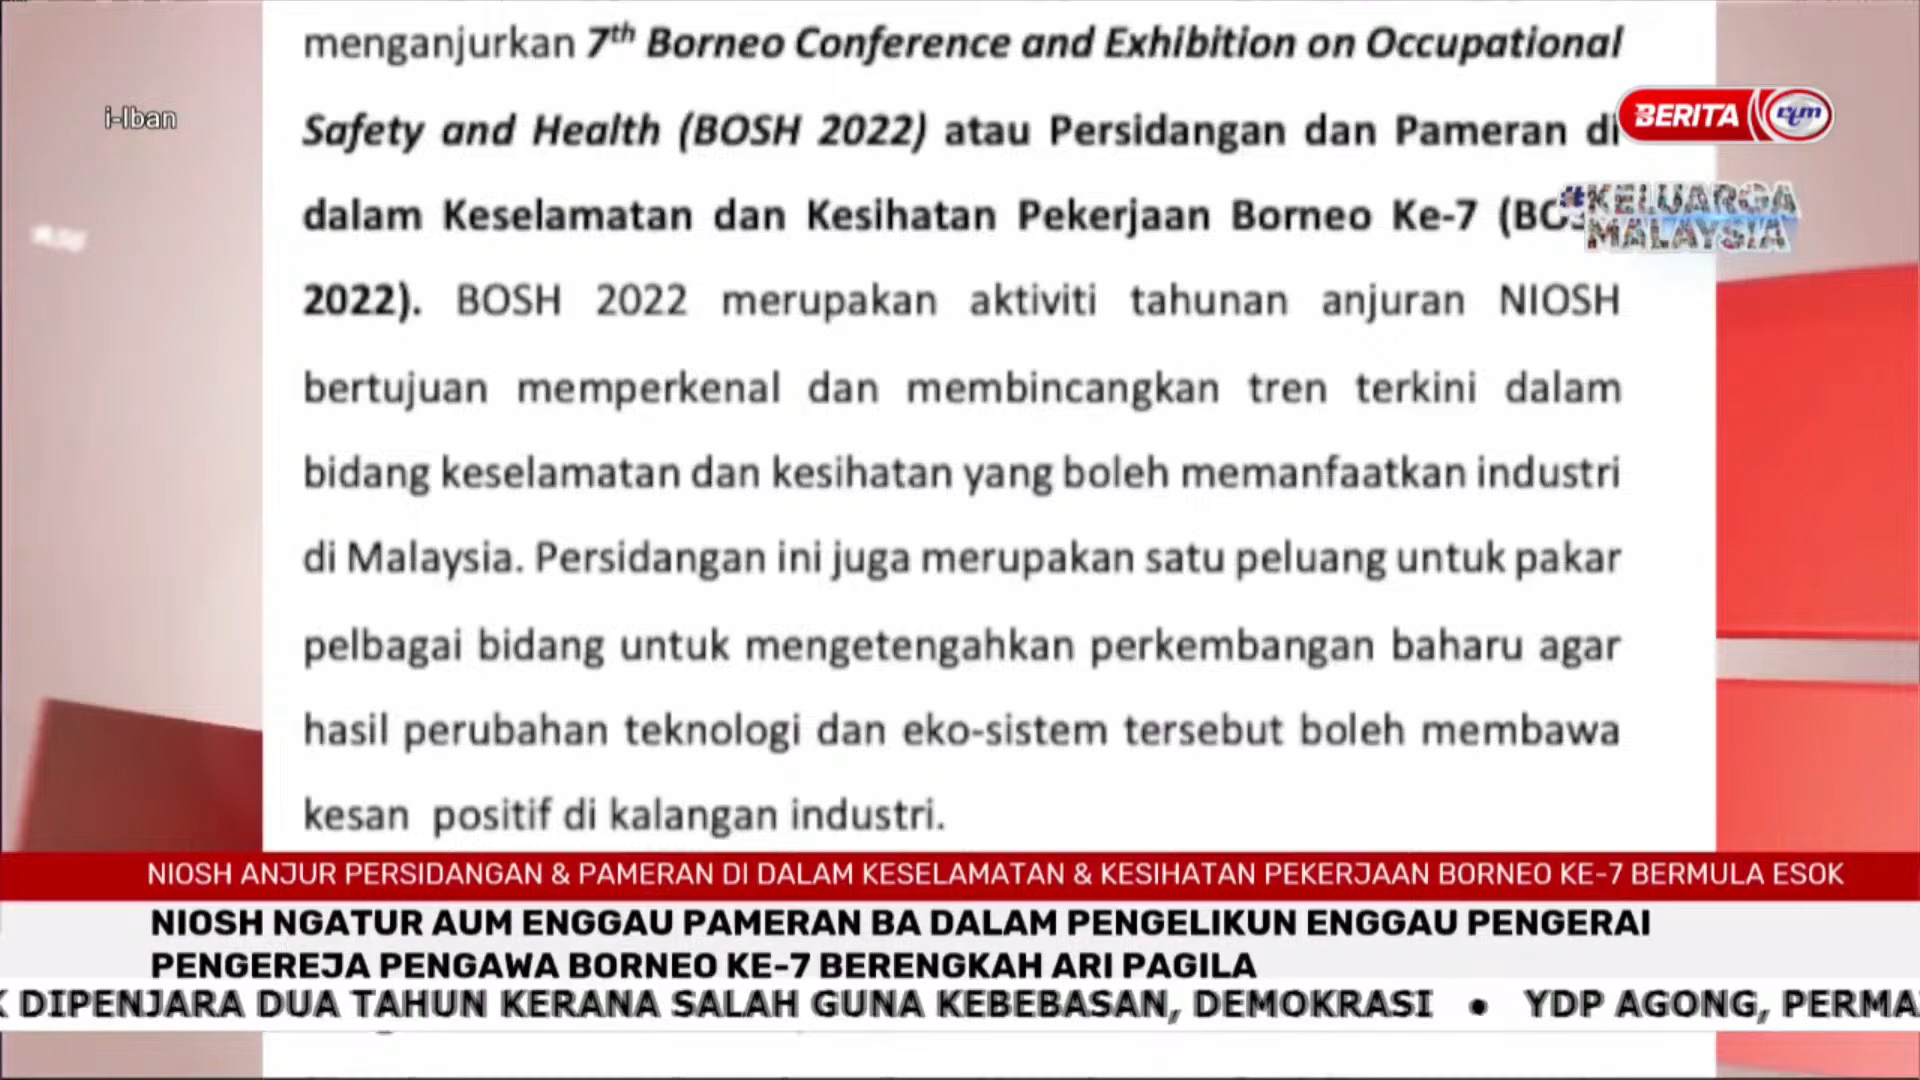 menganjurkan 7th Borneo Conference and Exhibition on Occupational
i-Iban
Safety and Health (BOSH 2022) atau Persidangan dan Pameran di
BERITA rtm
dalam Keselamatan dan Kesihatan Pekerjaan Borneo Ke-7
#KELUARGA
MALAYSIA
2022). BOSH 2022 merupakan aktiviti tahunan anjuran NIOSH
bertujuan memperkenal dan membincangkan tren terkini dalam
bidang keselamatan dan kesihatan yang boleh memanfaatkan industri
di Malaysia. Persidangan ini juga merupakan satu peluang untuk pakar
pelbagai bidang untuk mengetengahkan perkembangan baharu agar
hasil perubahan teknologi dan eko-sistem tersebut boleh membawa
kesan positif di kalangan industri.
NIOSH ANJUR PERSIDANGAN & PAMERAN DI DALAM KESELAMATAN & KESIHATAN PEKERJAAN BORNEO KE-7 BERMULA ESOK
NIOSH NGATUR AUM ENGGAU PAMERAN BA DALAM PENGELIKUN ENGGAU PENGERAI
PENGEREJA PENGAWA BORNEO KE-7 BERENGKAH ARI PAGILA
DIPENJARA DUA TAHUN KERANA SALAH GUNA KEBEBASAN, DEMOKRASI • YDP AGONG,